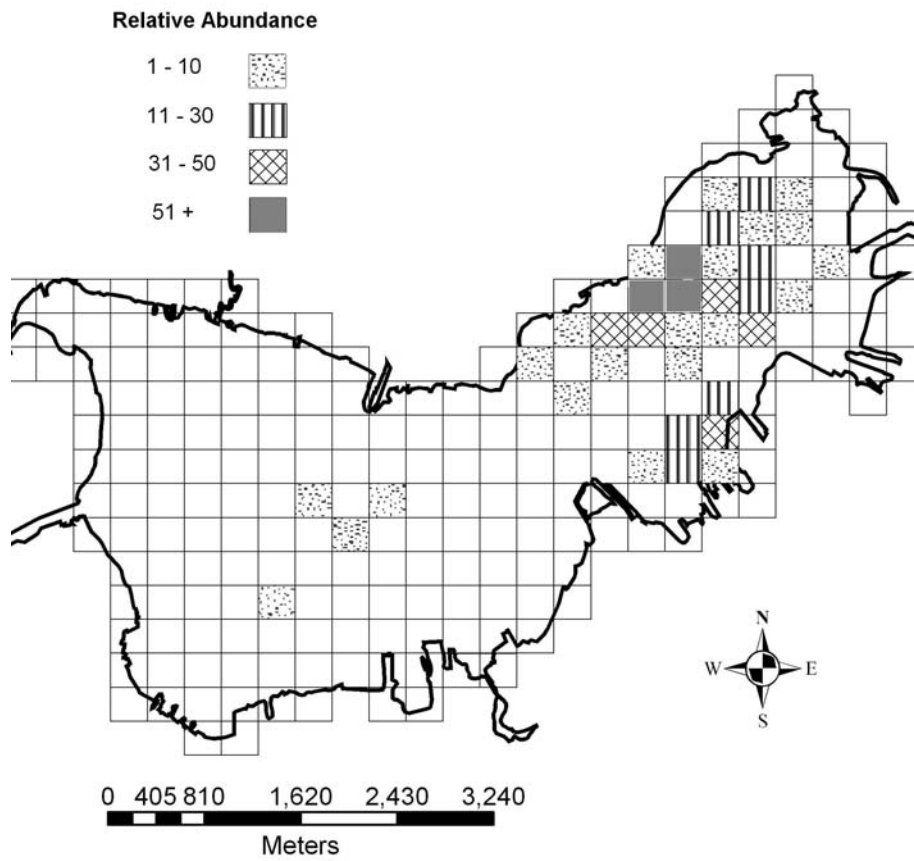 Relative Abundance
1 - 10
11 - 30
31 - 50
51 +
N
W E
S
0 405 810 1,620 2,430 3,240
Meters